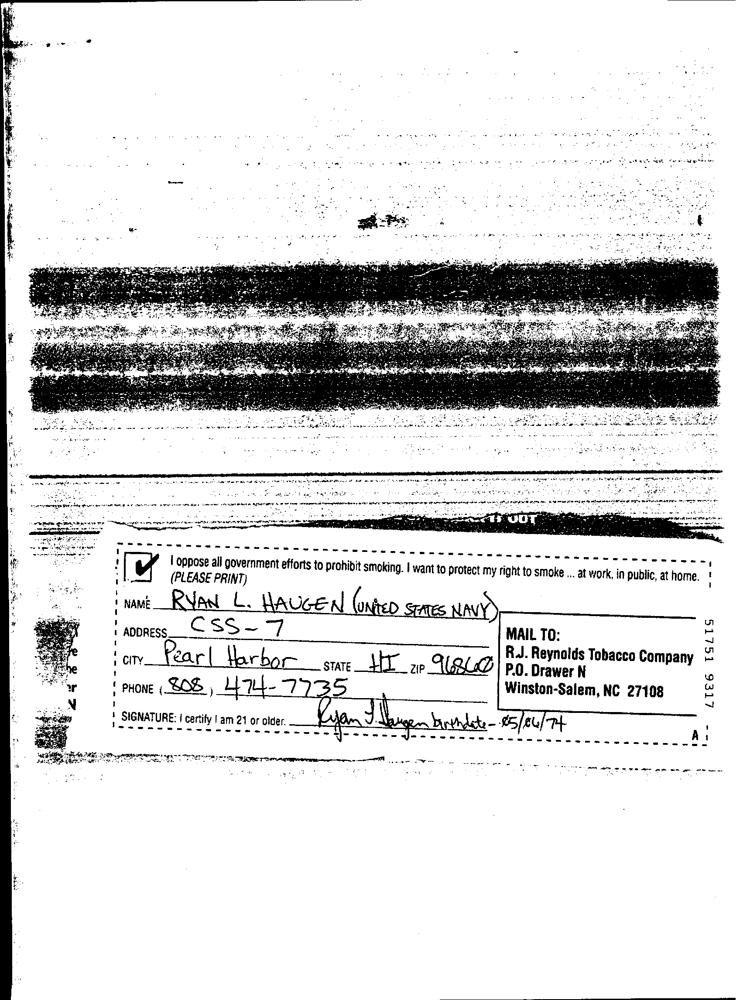 I oppose all government efforts to prohibit smoking. I want to protect my right to smoke ... at work, in public, at home.
(PLEASE PRINT)
NAME RYAN L. HAUGEN (UNITED STATES NAVY)
ADDRESS CSS-7
CITY Pearl Harbor STATE HI ZIP 96860
PHONE (808) 474-7735
SIGNATURE: I certify I am 21 or older. Ryan L. Haugen birthdate- 05/06/74
MAIL TO:
R.J. Reynolds Tobacco Company
P.O. Drawer N
Winston-Salem, NC 27108
A
51751 9317